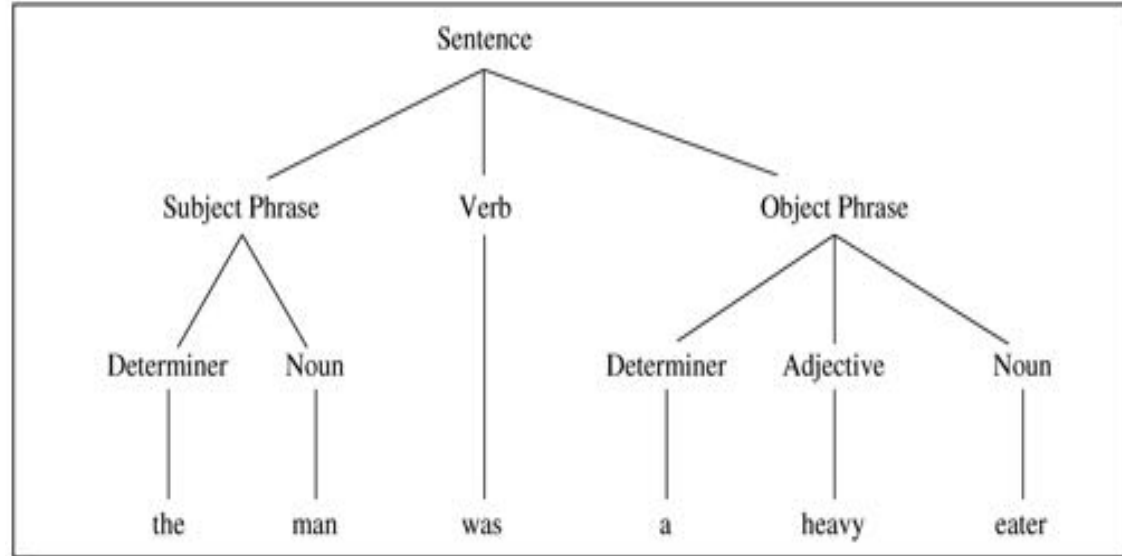 Sentence
Subject Phrase Verb Object Phrase
Determiner Noun Determiner Adjective Noun
the man was a heavy eater